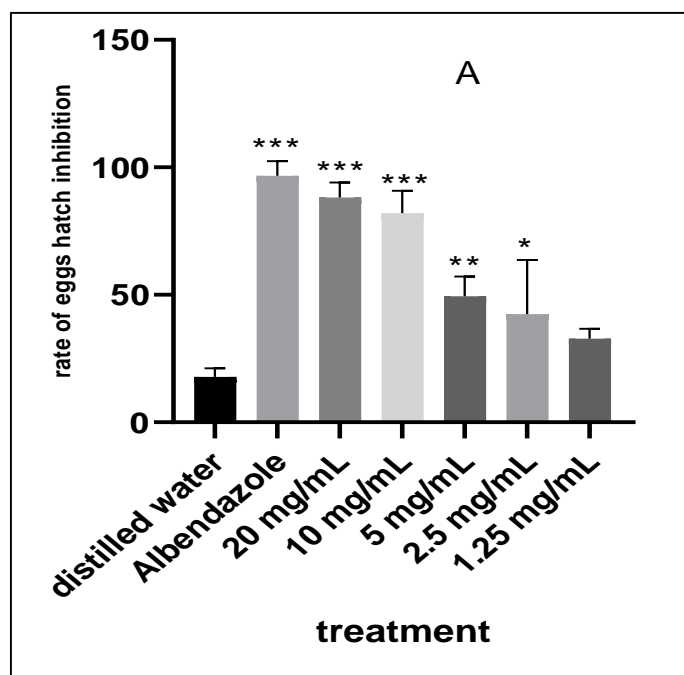 A
rate of eggs hatch inhibition
150
100
50
0
***
***
***
**
*
distilled water
Albendazole
20 mg/mL
10 mg/mL
5 mg/mL
2.5 mg/mL
1.25 mg/mL
treatment